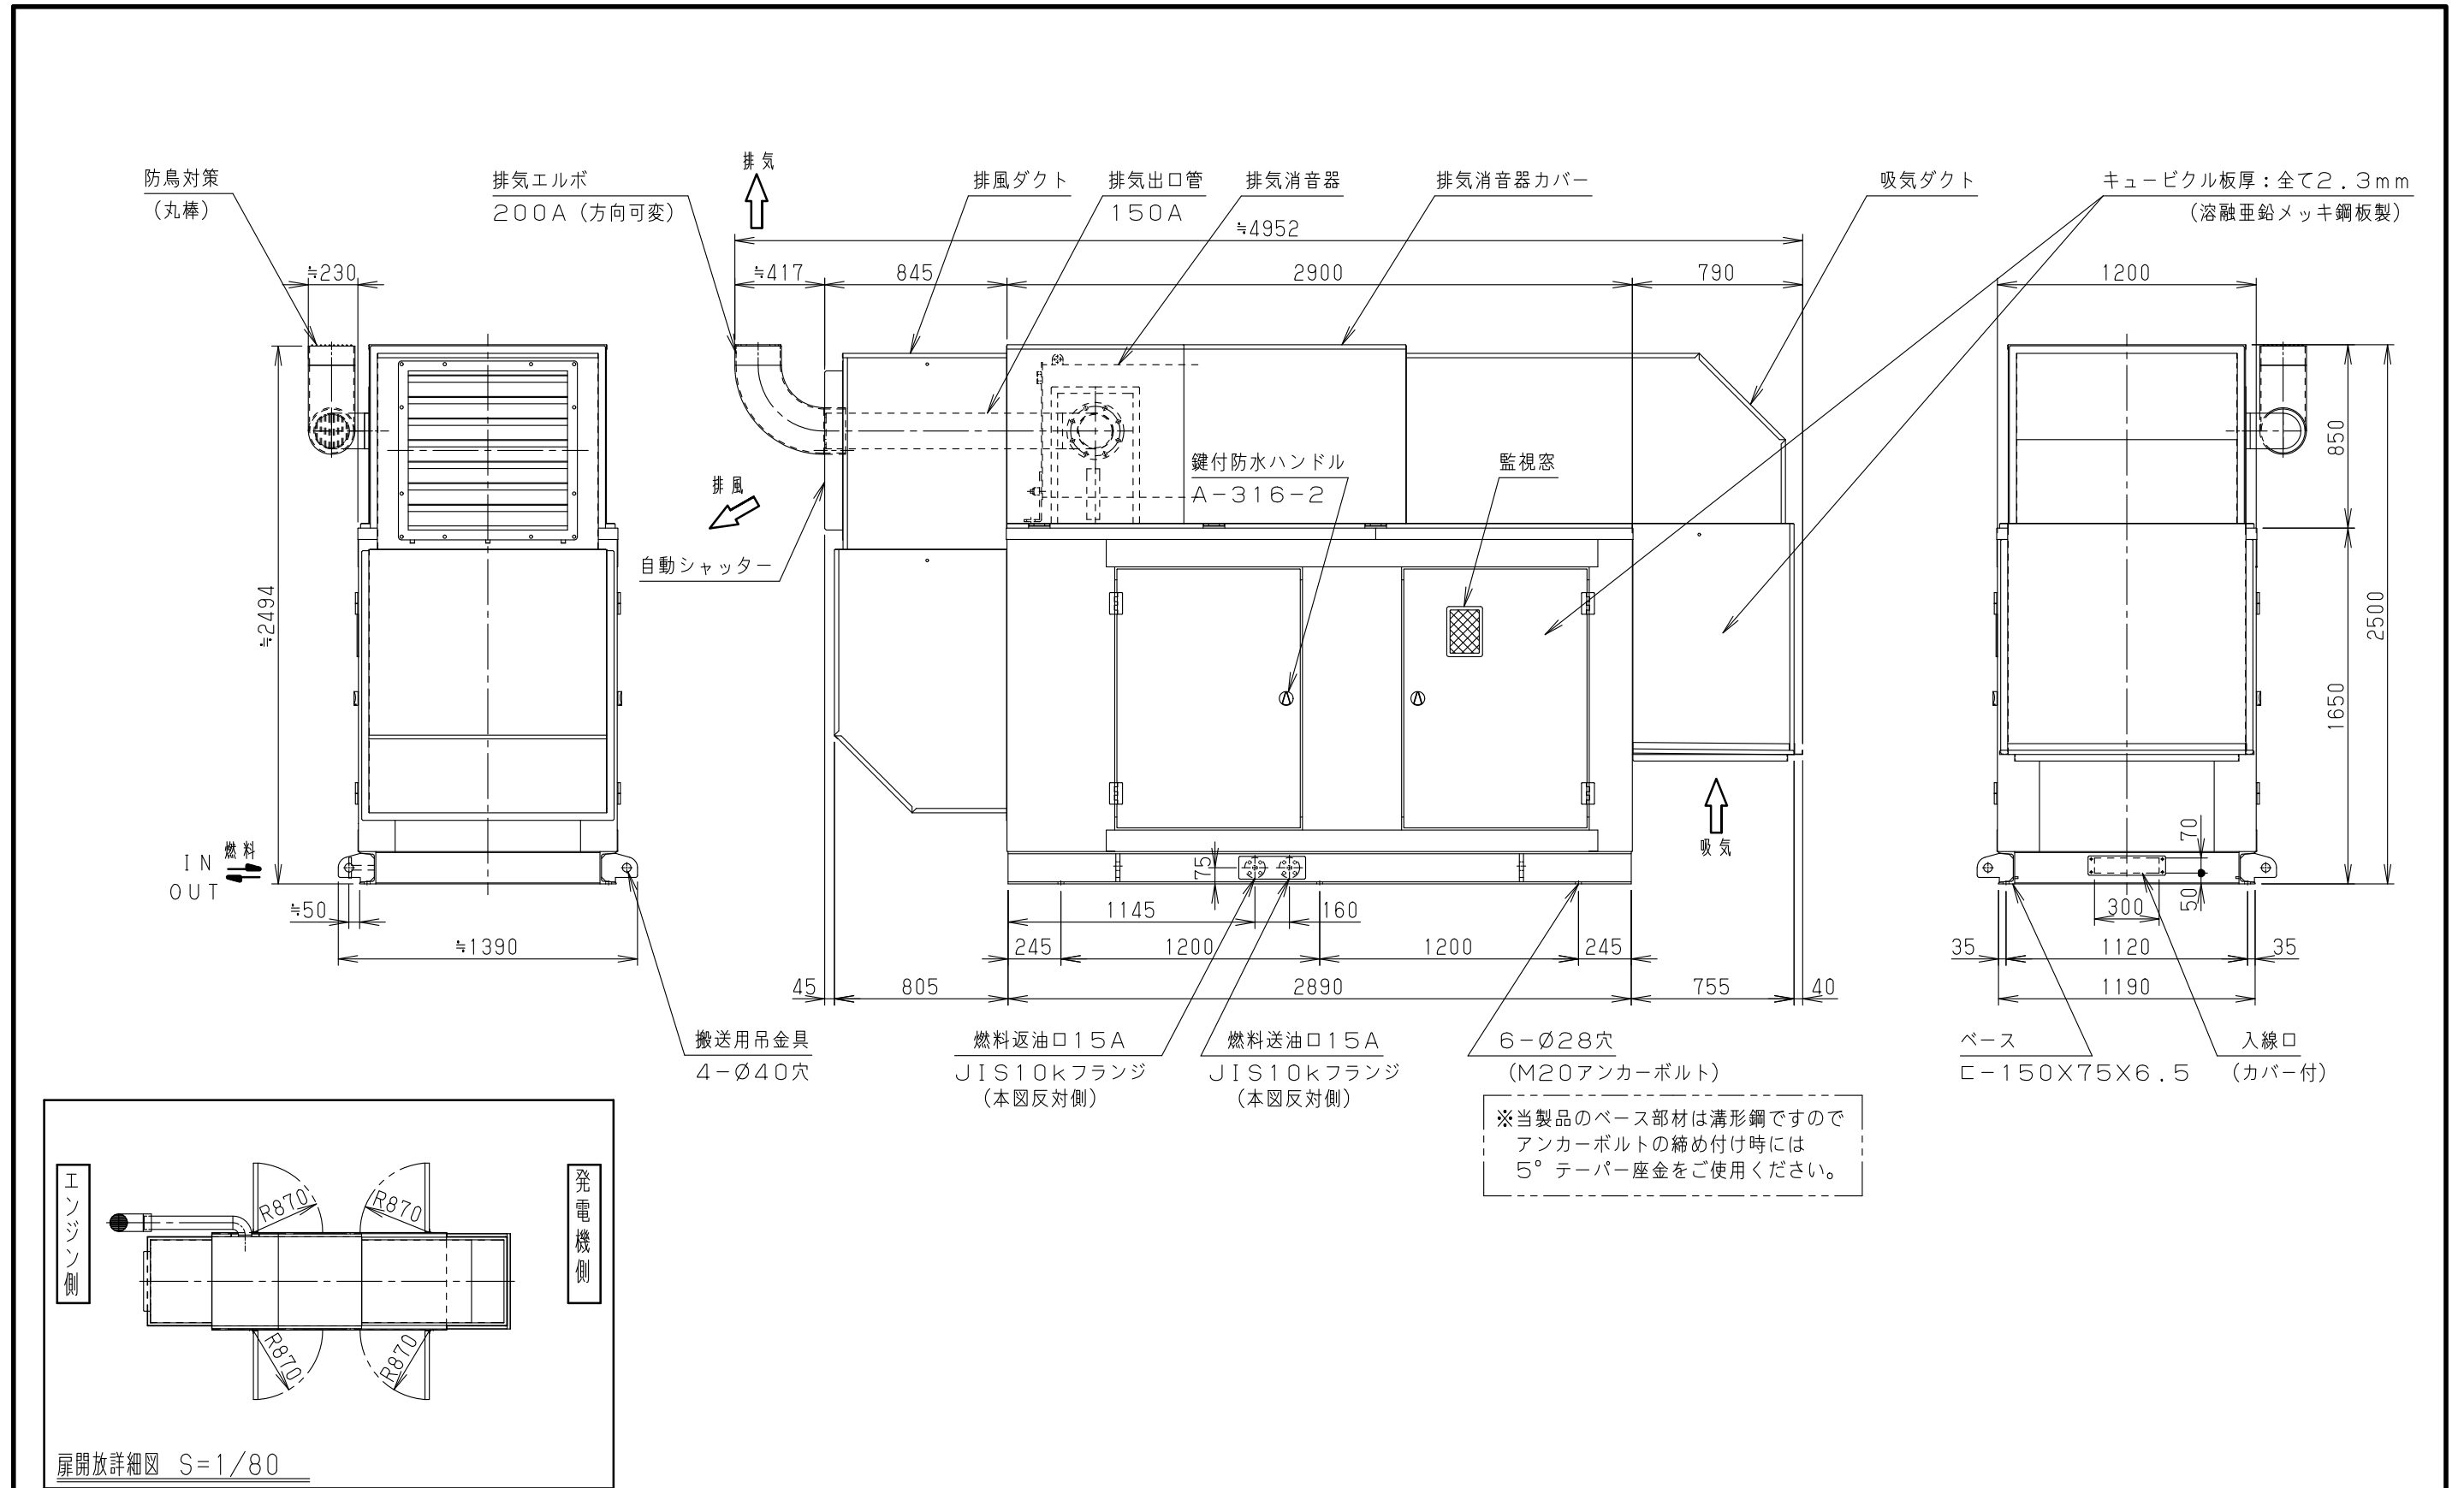 防鳥対策
（丸棒）
排気エルボ
２００Ａ（方向可変）
排気
排風ダクト
排気出口管
１５０Ａ
排気消音器
排気消音器カバー
吸気ダクト
キュービクル板厚：全て２．３ｍｍ
（溶融亜鉛メッキ鋼板製）
≒4952
≒230
≒417
845
2900
790
1200
850
鍵付防水ハンドル
Ａ－３１６－２
監視窓
排風
自動シャッター
≒2494
2500
1650
吸気
ＩＮ
燃料
ＯＵＴ
75
70
50
≒50
1145
160
300
≒1390
245
1200
1200
245
35
1120
35
45
805
2890
755
40
1190
搬送用吊金具
４－Ø４０穴
燃料返油口１５Ａ
ＪＩＳ１０ｋフランジ
（本図反対側）
燃料送油口１５Ａ
ＪＩＳ１０ｋフランジ
（本図反対側）
６－Ø２８穴
（Ｍ２０アンカーボルト）
ベース
⊏－１５０Ｘ７５Ｘ６．５
入線口
（カバー付）
※当製品のベース部材は溝形鋼ですので
アンカーボルトの締め付け時には
５°テーパー座金をご使用ください。
エンジン側
発電機側
R870
R870
R870
R870
扉開放詳細図 S=1/80